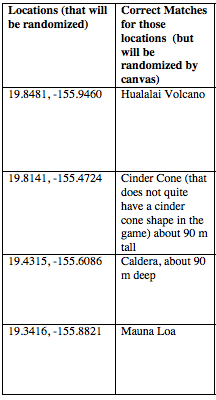 Locations (that will
be randomized)
Correct Matches
for those
locations (but
will be
randomized by
canvas)
19.8481, -155.9460
Hualalai Volcano
19.8141, -155.4724
Cinder Cone (that
does not quite
have a cinder
cone shape in the
game) about 90 m
tall
19.4315, -155.6086
Caldera, about 90
m deep
19.3416, -155.8821
Mauna Loa